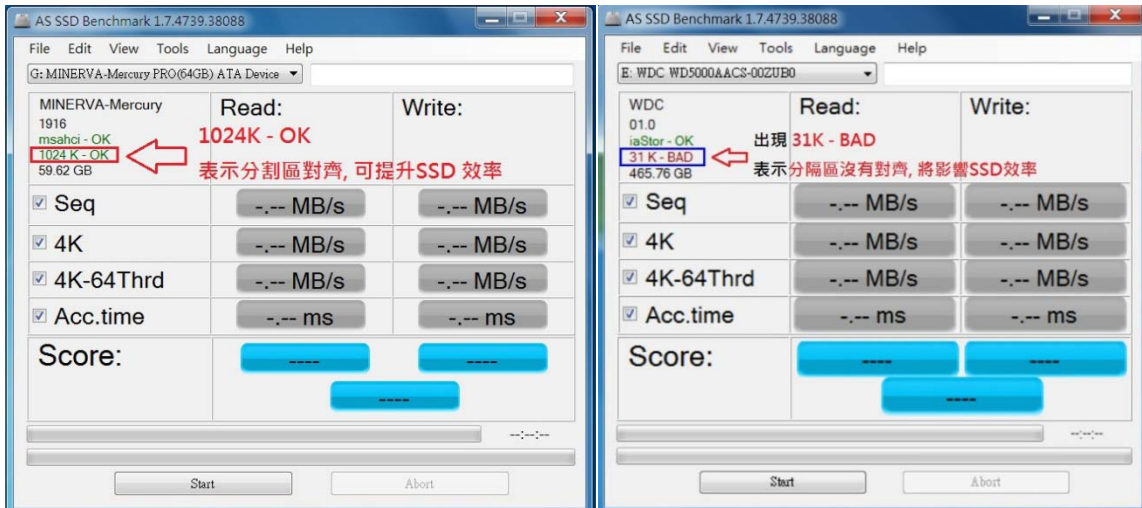 AS SSD Benchmark 1.7.4739.38088
File Edit View Tools Language Help
G: MINERVA-Mercury PRO(64GB) ATA Device
MINERVA-Mercury
1916
msahci - OK
1024 K - OK
59.62 GB
Read:
Write:
1024K - OK
表示分割區對齊, 可提升SSD 效率
Seq
-.-- MB/s
-.-- MB/s
4K
-.-- MB/s
-.-- MB/s
4K-64Thrd
-.-- MB/s
-.-- MB/s
Acc.time
-.-- ms
-.-- ms
Score:
----
----
----
--:--:--
Start
Abort
AS SSD Benchmark 1.7.4739.38088
File Edit View Tools Language Help
E: WDC WD5000AACS-00ZUB0
WDC
01.0
iaStor - OK
31 K - BAD
465.76 GB
Read:
Write:
出現 31K - BAD
表示分隔區沒有對齊, 將影響SSD效率
Seq
-.-- MB/s
-.-- MB/s
4K
-.-- MB/s
-.-- MB/s
4K-64Thrd
-.-- MB/s
-.-- MB/s
Acc.time
-.-- ms
-.-- ms
Score:
----
----
----
--:--:--
Start
Abort